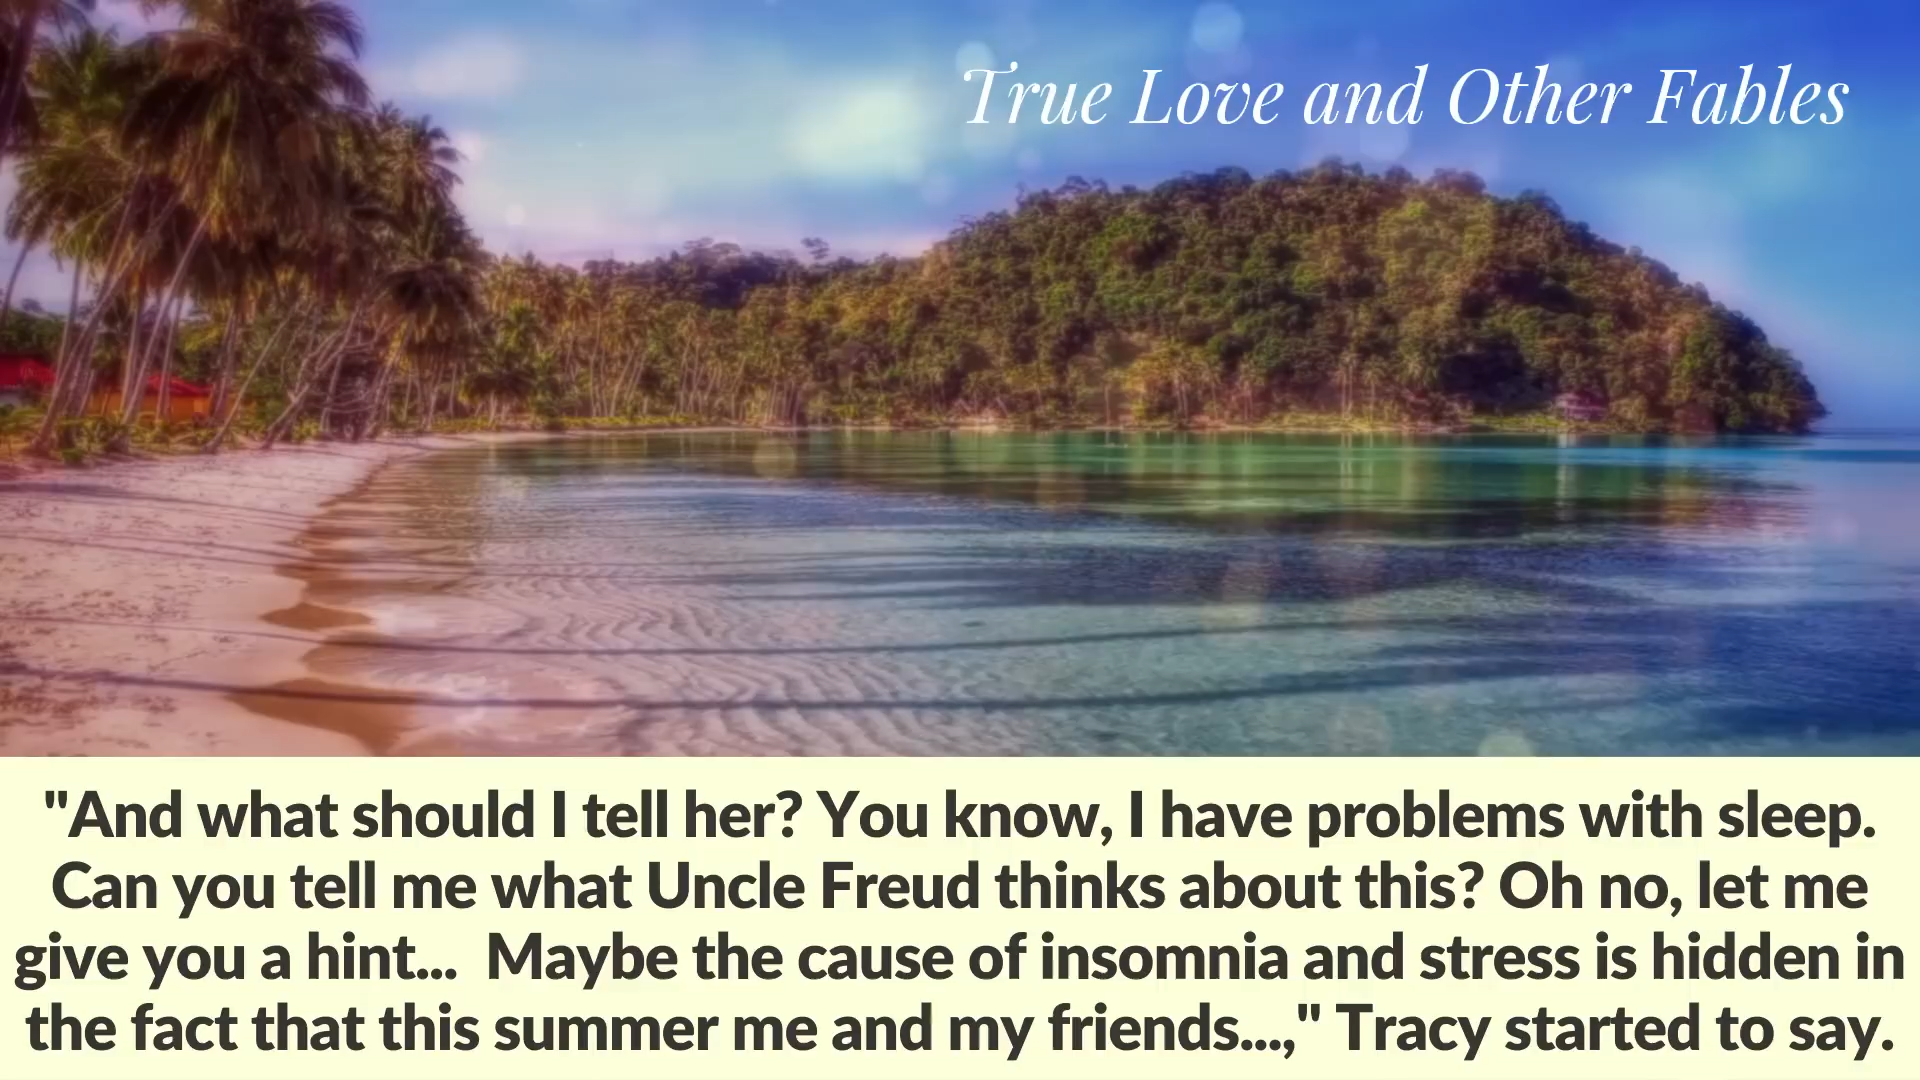 True Love and Other Fables
"And what should I tell her? You know, I have problems with sleep.
Can you tell me what Uncle Freud thinks about this? Oh no, let me
give you a hint...  Maybe the cause of insomnia and stress is hidden in
the fact that this summer me and my friends...," Tracy started to say.